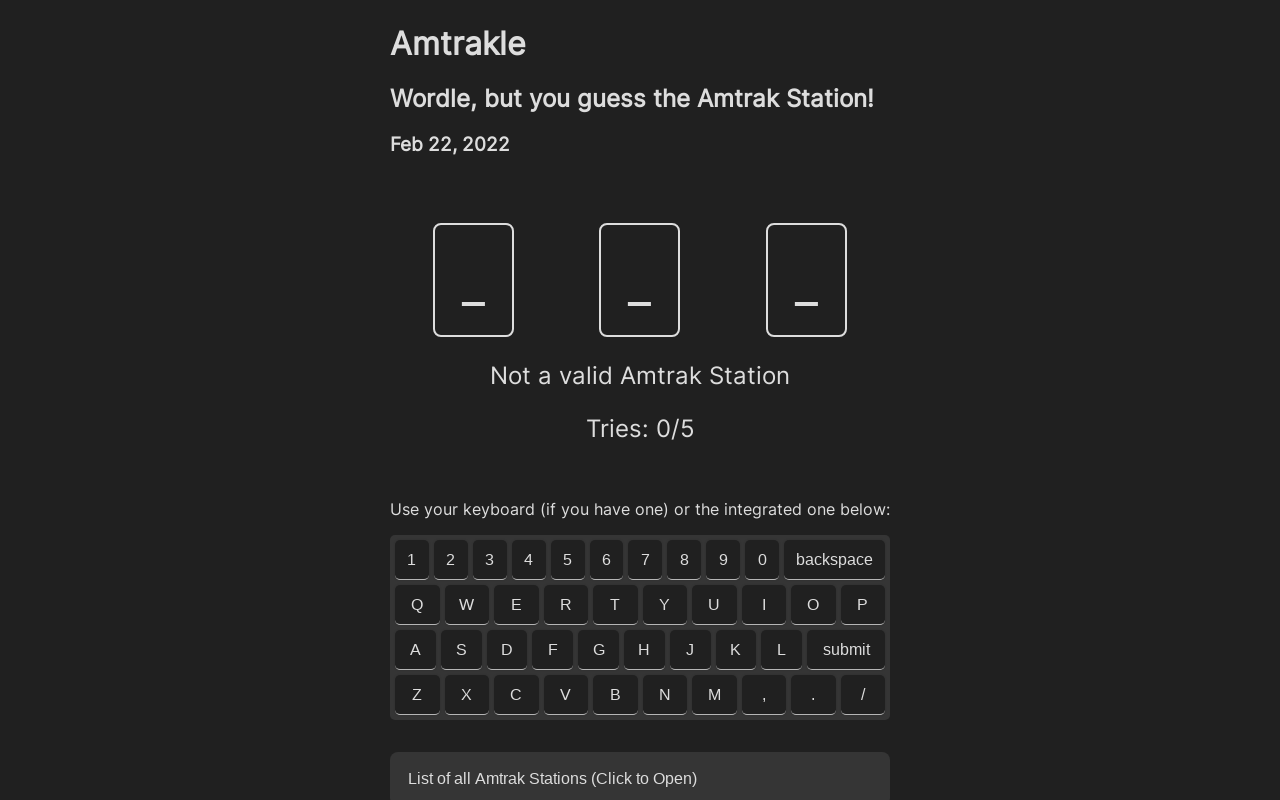 Amtrakle
Wordle, but you guess the Amtrak Station!
Feb 22, 2022
_ _ _
Not a valid Amtrak Station
Tries: 0/5
Use your keyboard (if you have one) or the integrated one below:
1 2 3 4 5 6 7 8 9 0 backspace
Q W E R T Y U I O P
A S D F G H J K L submit
Z X C V B N M , . /
List of all Amtrak Stations (Click to Open)